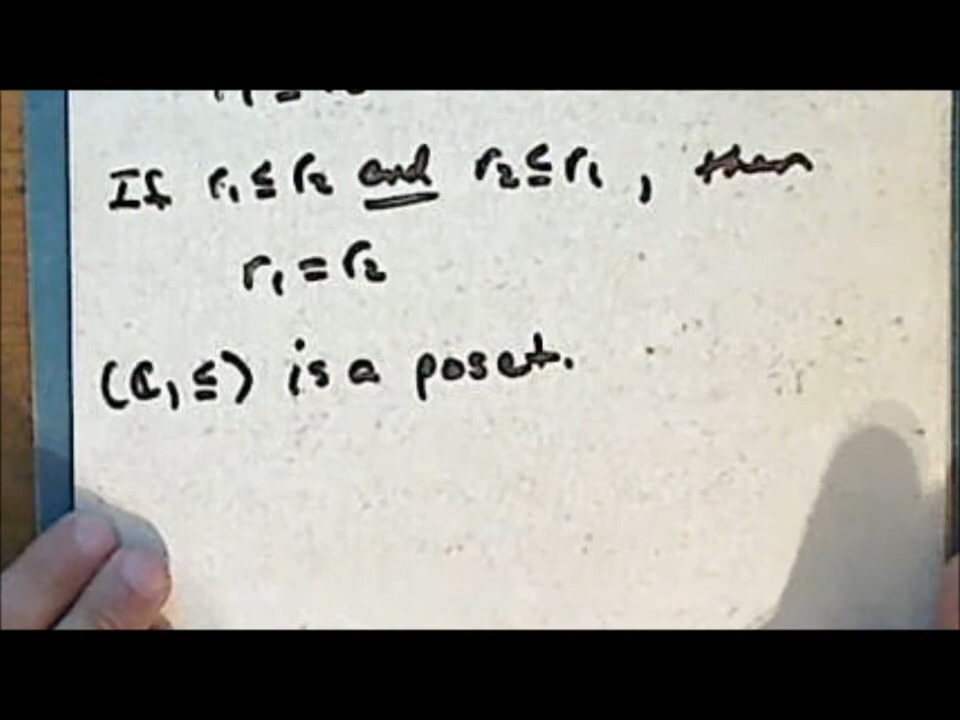 If r₁ ≤ r₂ and r₂ ≤ r₁, then
r₁ = r₂
(ℂ, ≤) is a poset.